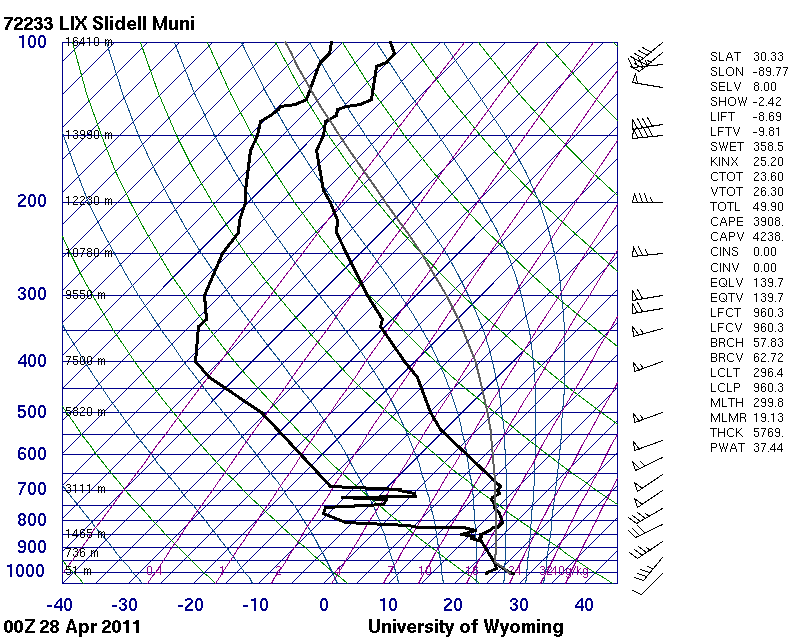 72233 LIX Slidell Muni
100 16410 m
13980 m
200 12230 m
10780 m
300 9550 m
400 7500 m
500 5820 m
600
700 3111 m
800
1465 m
900
736 m
1000 51 m
0.4 1 2 4 7 10 16 24 32 40g/kg
-40 -30 -20 -10 0 10 20 30 40
00Z 28 Apr 2011 University of Wyoming
SLAT 30.33
SLON -89.77
SELV 8.00
SHOW -2.42
LIFT -8.69
LFTV -9.81
SWET 358.5
KINX 25.20
CTOT 23.60
VTOT 26.30
TOTL 49.90
CAPE 3908.
CAPV 4238.
CINS 0.00
CINV 0.00
EQLV 139.7
EQTV 139.7
LFCT 960.3
LFCV 960.3
BRCH 57.83
BRCV 62.72
LCLT 296.4
LCLP 960.3
MLTH 299.8
MLMR 19.13
THCK 5769.
PWAT 37.44